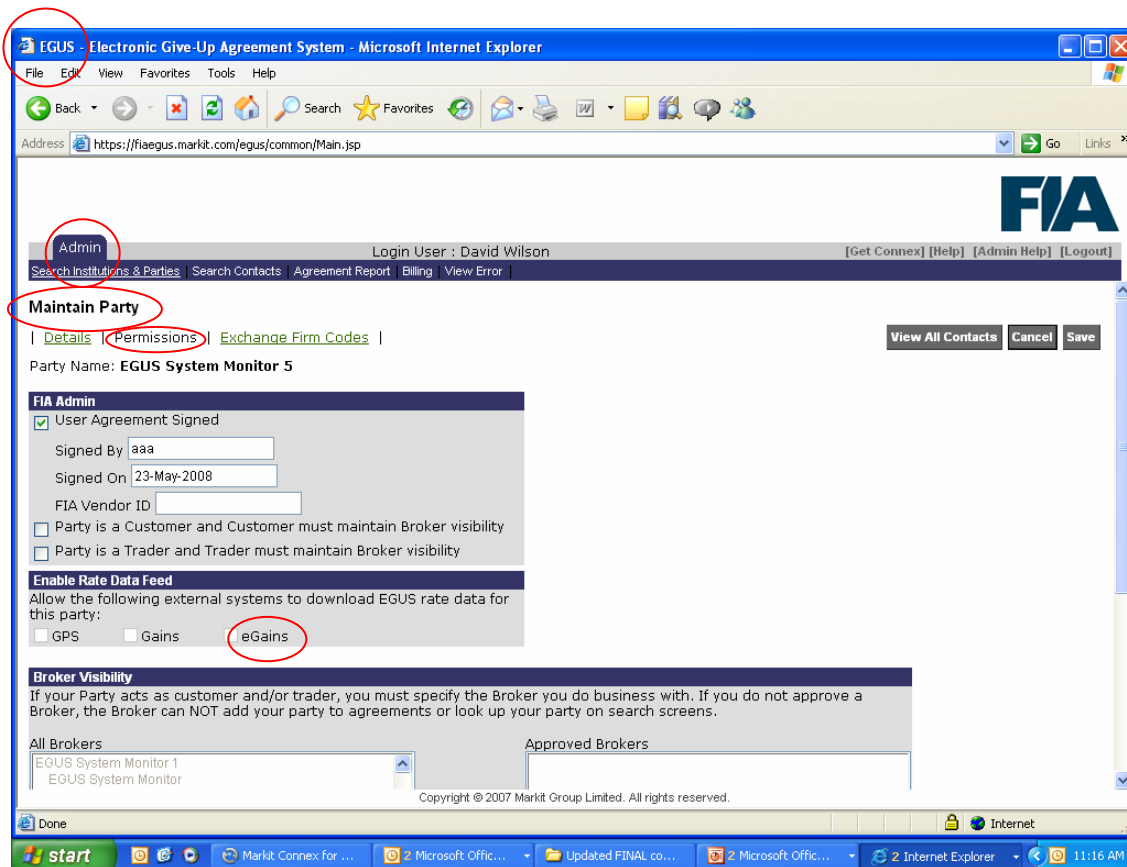 EGUS - Electronic Give-Up Agreement System - Microsoft Internet Explorer
File Edit View Favorites Tools Help
Back Search Favorites
Address https://fiaegus.markit.com/egus/common/Main.jsp Go Links »
FIA
Admin Login User : David Wilson [Get Connex] [Help] [Admin Help] [Logout]
Search Institutions & Parties | Search Contacts | Agreement Report | Billing | View Error |
Maintain Party
| Details | Permissions | Exchange Firm Codes | View All Contacts Cancel Save
Party Name: EGUS System Monitor 5
FIA Admin
User Agreement Signed
Signed By aaa
Signed On 23-May-2008
FIA Vendor ID
Party is a Customer and Customer must maintain Broker visibility
Party is a Trader and Trader must maintain Broker visibility
Enable Rate Data Feed
Allow the following external systems to download EGUS rate data for
this party:
GPS Gains eGains
Broker Visibility
If your Party acts as customer and/or trader, you must specify the Broker you do business with. If you do not approve a
Broker, the Broker can NOT add your party to agreements or look up your party on search screens.
All Brokers Approved Brokers
EGUS System Monitor 1
EGUS System Monitor
Copyright © 2007 Markit Group Limited. All rights reserved.
Done Internet
start Markit Connex for ... 2 Microsoft Offic... Updated FINAL co... 2 Microsoft Offic... 2 Internet Explorer 11:16 AM